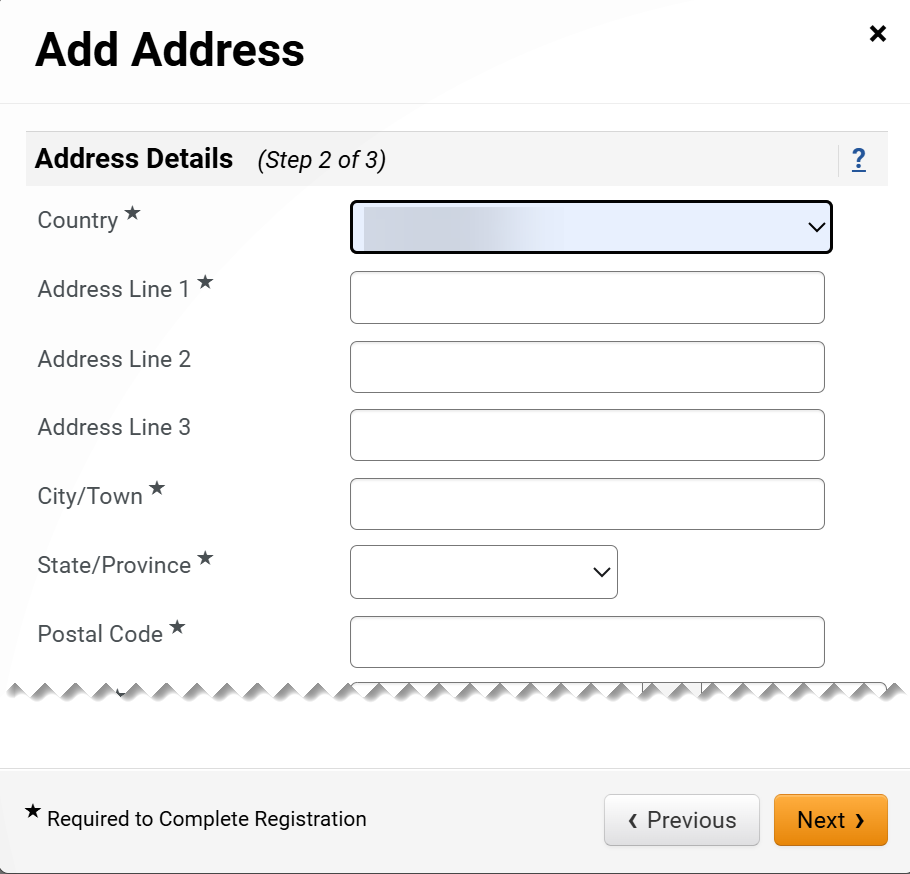 Add Address
Address Details (Step 2 of 3) ?
Country ★
Address Line 1 ★
Address Line 2
Address Line 3
City/Town ★
State/Province ★
Postal Code ★
★ Required to Complete Registration
‹ Previous
Next ›